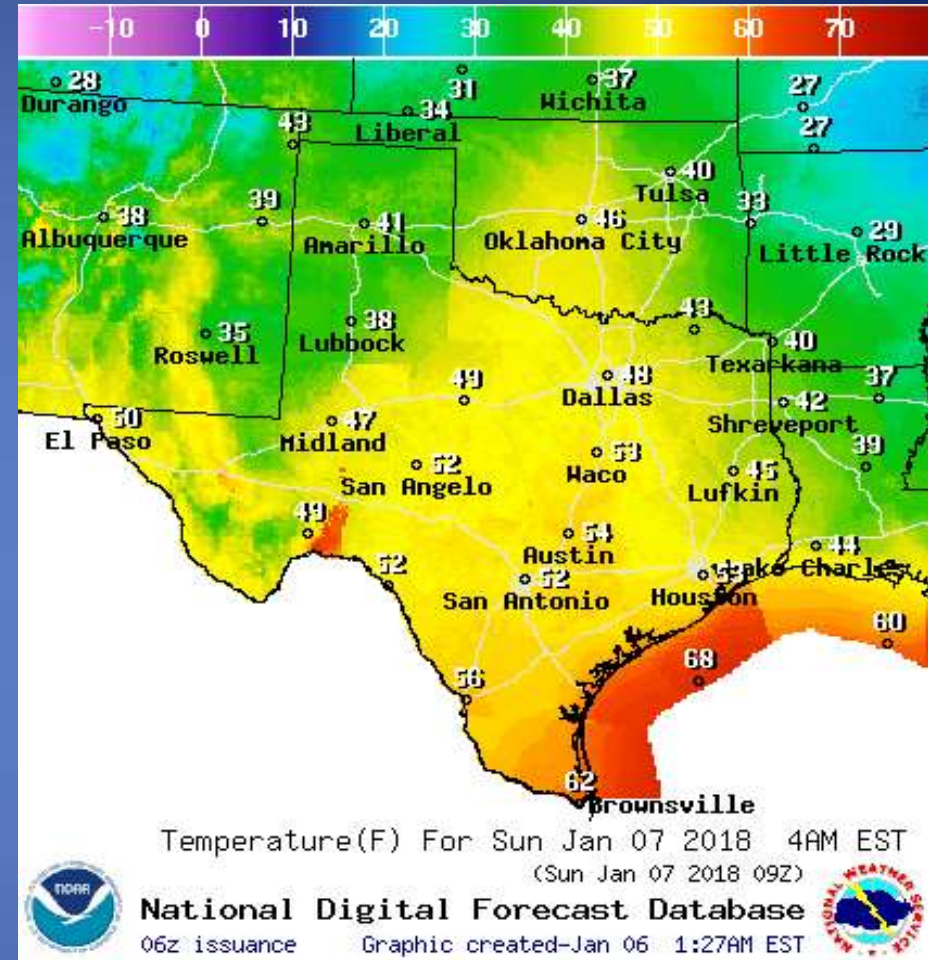 -10 0 10 20 30 40 50 60 70
28
Durango
31
37
Wichita
27
34
Liberal
43
27
40
Tulsa
38
Albuquerque
39
41
Amarillo
46
Oklahoma City
33
29
Little Rock
35
Roswell
38
Lubbock
43
40
Texarkana
49
48
Dallas
37
42
Shreveport
50
El Paso
47
Midland
52
San Angelo
53
Waco
45
Lufkin
39
49
54
Austin
44
Lake Charles
52
52
San Antonio
Houston
60
68
56
62
Brownsville
Temperature(F) For Sun Jan 07 2018 4AM EST
(Sun Jan 07 2018 09Z)
NOAA
National Digital Forecast Database
NATIONAL WEATHER SERVICE
06z issuance Graphic created-Jan 06 1:27AM EST